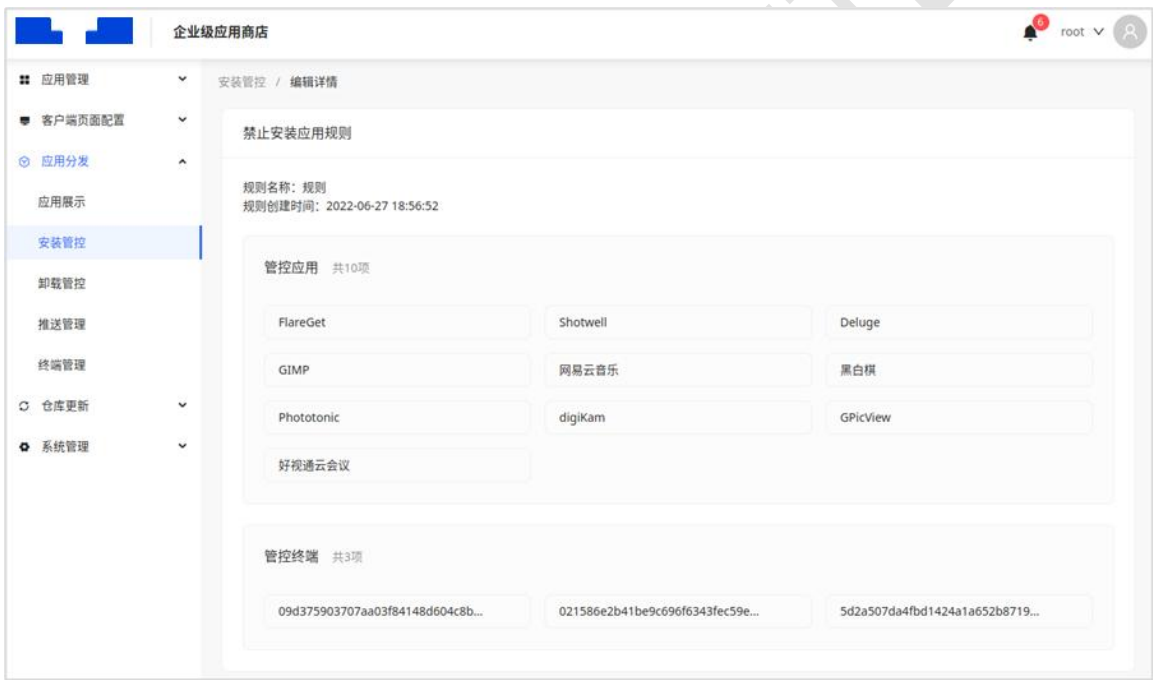 企业级应用商店
6
root
应用管理
客户端页面配置
应用分发
应用展示
安装管控
卸载管控
推送管理
终端管理
仓库更新
系统管理
安装管控 / 编辑详情
禁止安装应用规则
规则名称：规则
规则创建时间：2022-06-27 18:56:52
管控应用 共10项
FlareGet Shotwell Deluge
GIMP 网易云音乐 黑白棋
Phototonic digiKam GPicView
好视通云会议
管控终端 共3项
09d375903707aa03f84148d604c8b... 021586e2b41be9c696f6343fec59e... 5d2a507da4fbd1424a1a652b8719...